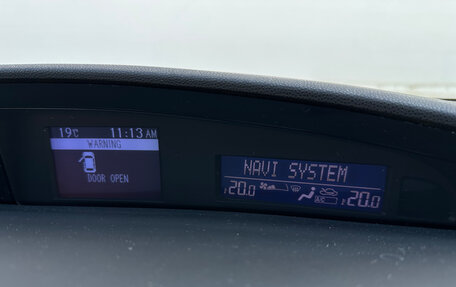 19℃ 11:13 AM
WARNING
DOOR OPEN
NAVI SYSTEM
20.0 A/C 20.0